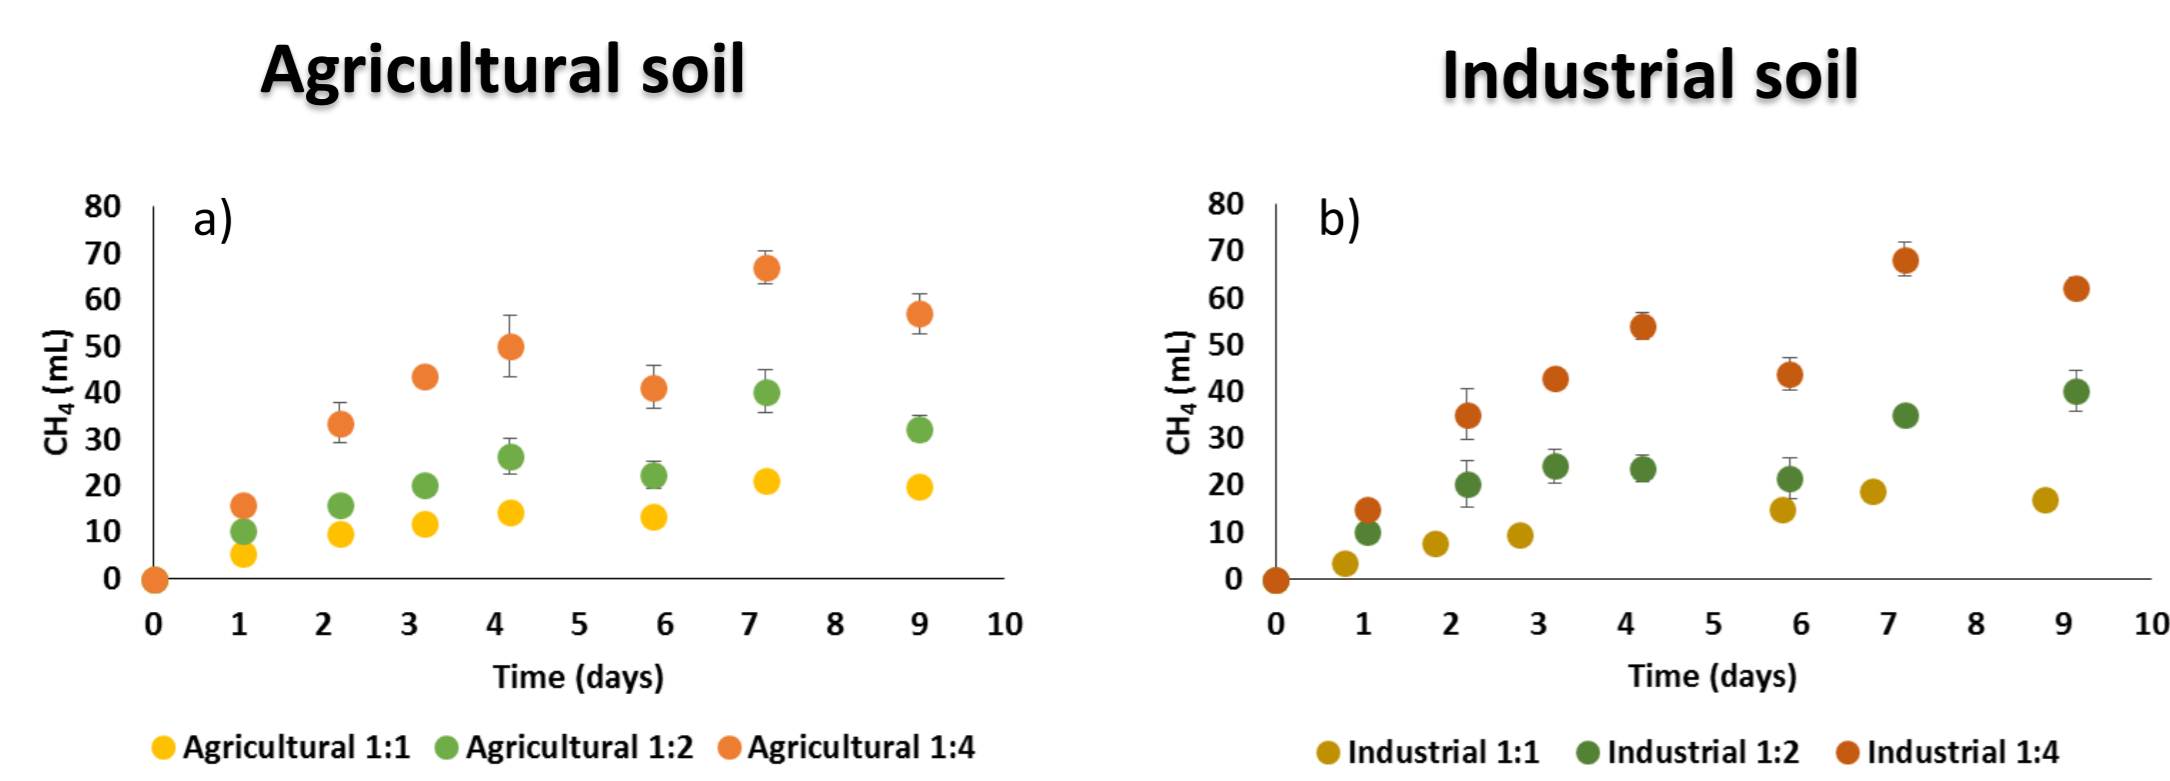 Agricultural soil
Industrial soil
a)
80
70
60
50
40
30
20
10
0
CH4 (mL)
0 1 2 3 4 5 6 7 8 9 10
Time (days)
Agricultural 1:1 Agricultural 1:2 Agricultural 1:4
b)
80
70
60
50
40
30
20
10
0
CH4 (mL)
0 1 2 3 4 5 6 7 8 9 10
Time (days)
Industrial 1:1 Industrial 1:2 Industrial 1:4